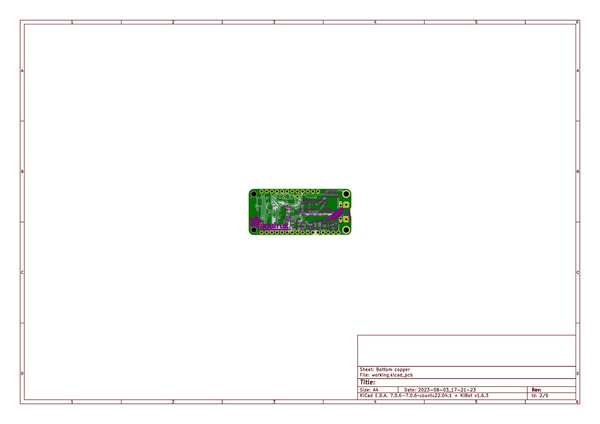 1 2 3 4 5 6
A A
B B
C C
D D
Sheet: Bottom copper
File: working.kicad_pcb
Title:
Size: A4 Date: 2023-08-03_17-21-23 Rev:
KiCad E.D.A. 7.0.6-7.0.6~ubuntu22.04.1 + KiBot v1.6.3 Id: 2/6
1 2 3 4 5 6